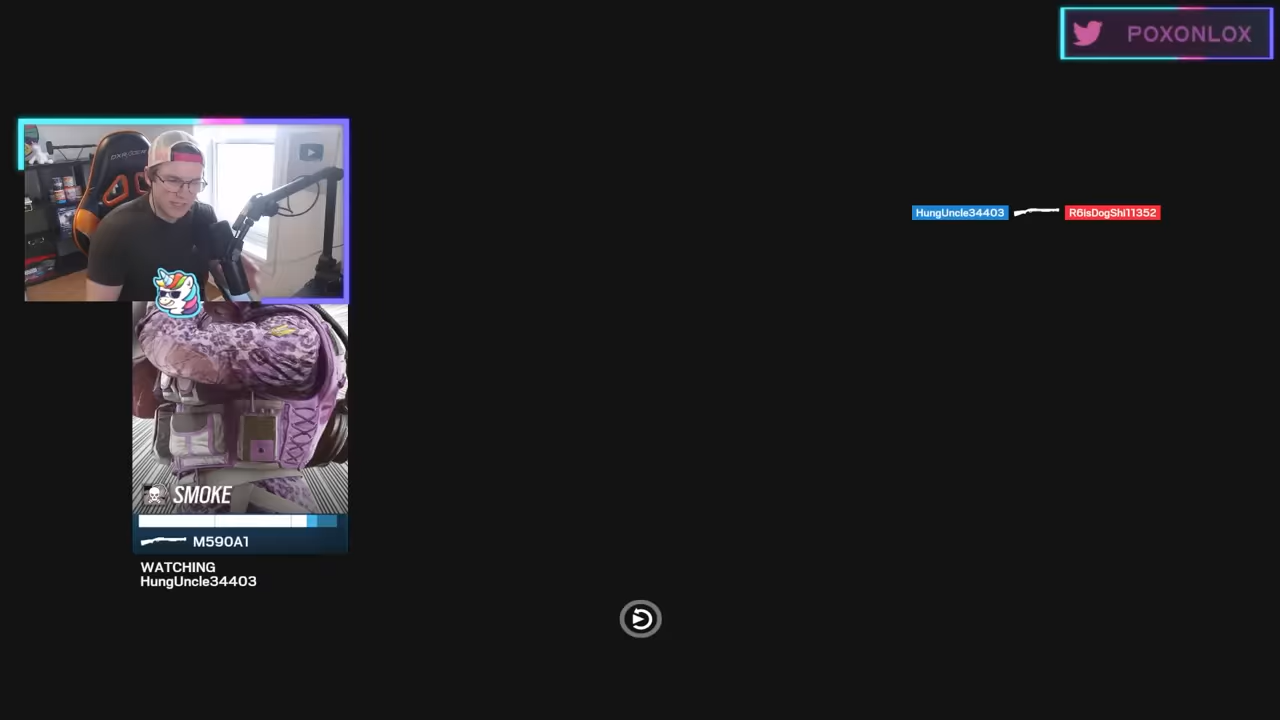 POXONLOX
HungUncle34403 R6isDogShi11352
SMOKE
M590A1
WATCHING
HungUncle34403